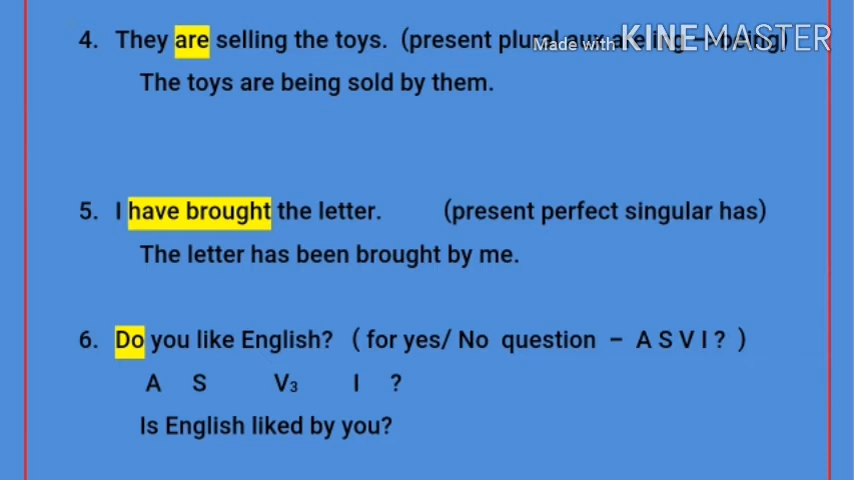 4. They are selling the toys. (present plural
Made with KINEMASTER
The toys are being sold by them.
5. I have brought the letter. (present perfect singular has)
The letter has been brought by me.
6. Do you like English? ( for yes/ No question – A S V I ? )
A S V₃ I ?
Is English liked by you?